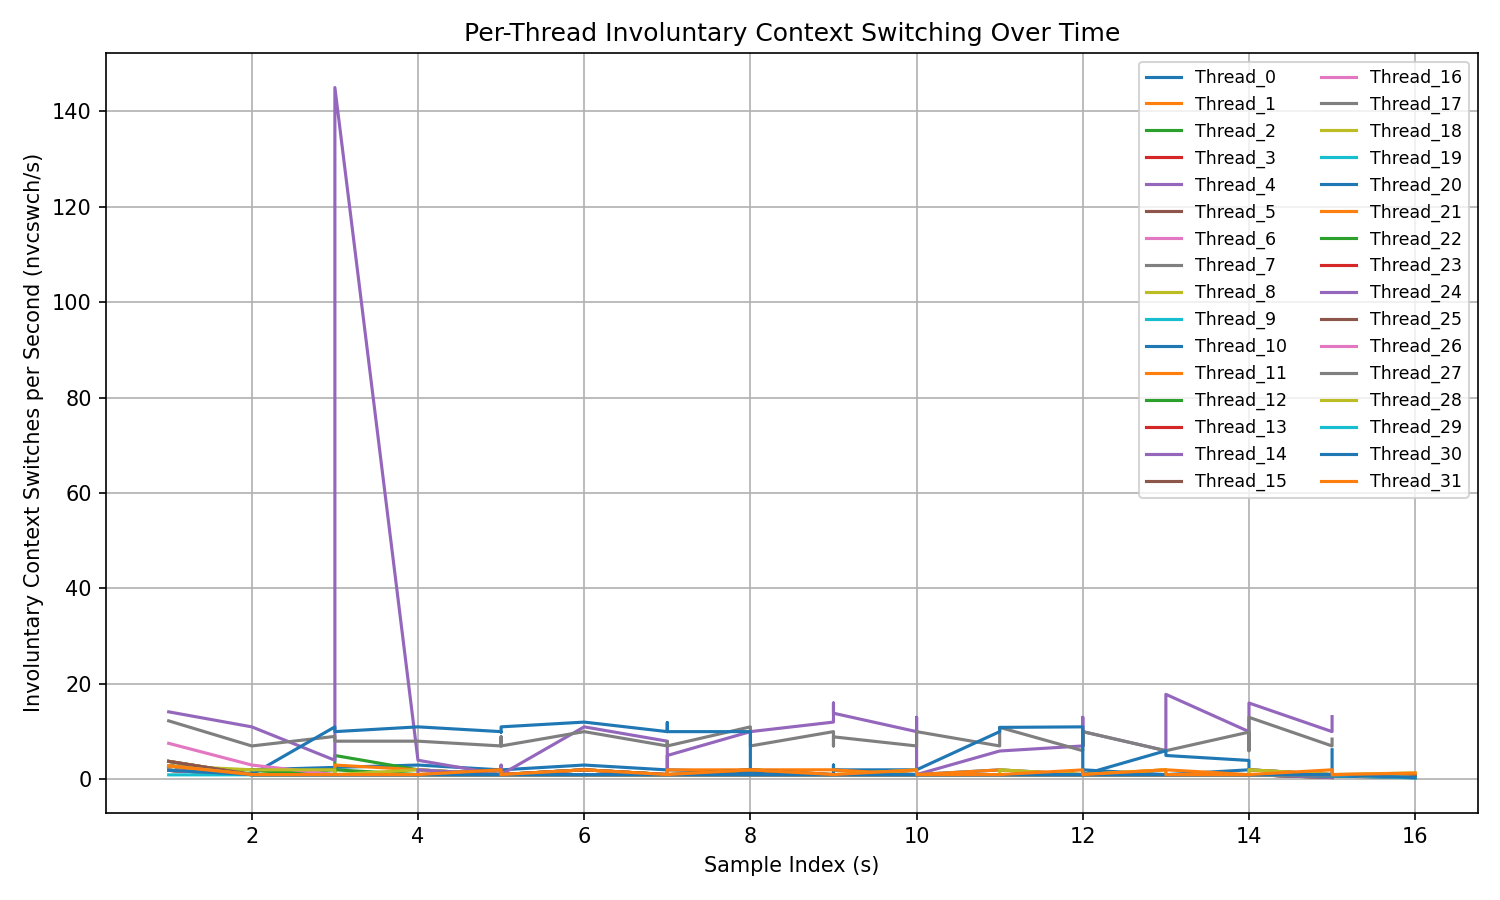 Per-Thread Involuntary Context Switching Over Time
Involuntary Context Switches per Second (nvcswch/s)
140
120
100
80
60
40
20
0
2
4
6
8
10
12
14
16
Sample Index (s)
Thread_0
Thread_1
Thread_2
Thread_3
Thread_4
Thread_5
Thread_6
Thread_7
Thread_8
Thread_9
Thread_10
Thread_11
Thread_12
Thread_13
Thread_14
Thread_15
Thread_16
Thread_17
Thread_18
Thread_19
Thread_20
Thread_21
Thread_22
Thread_23
Thread_24
Thread_25
Thread_26
Thread_27
Thread_28
Thread_29
Thread_30
Thread_31